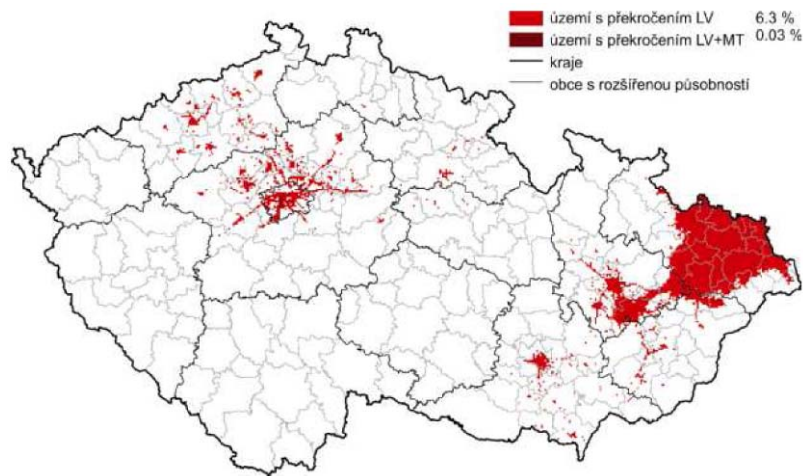 území s překročením LV 6.3 %
území s překročením LV+MT 0.03 %
kraje
obce s rozšířenou působností